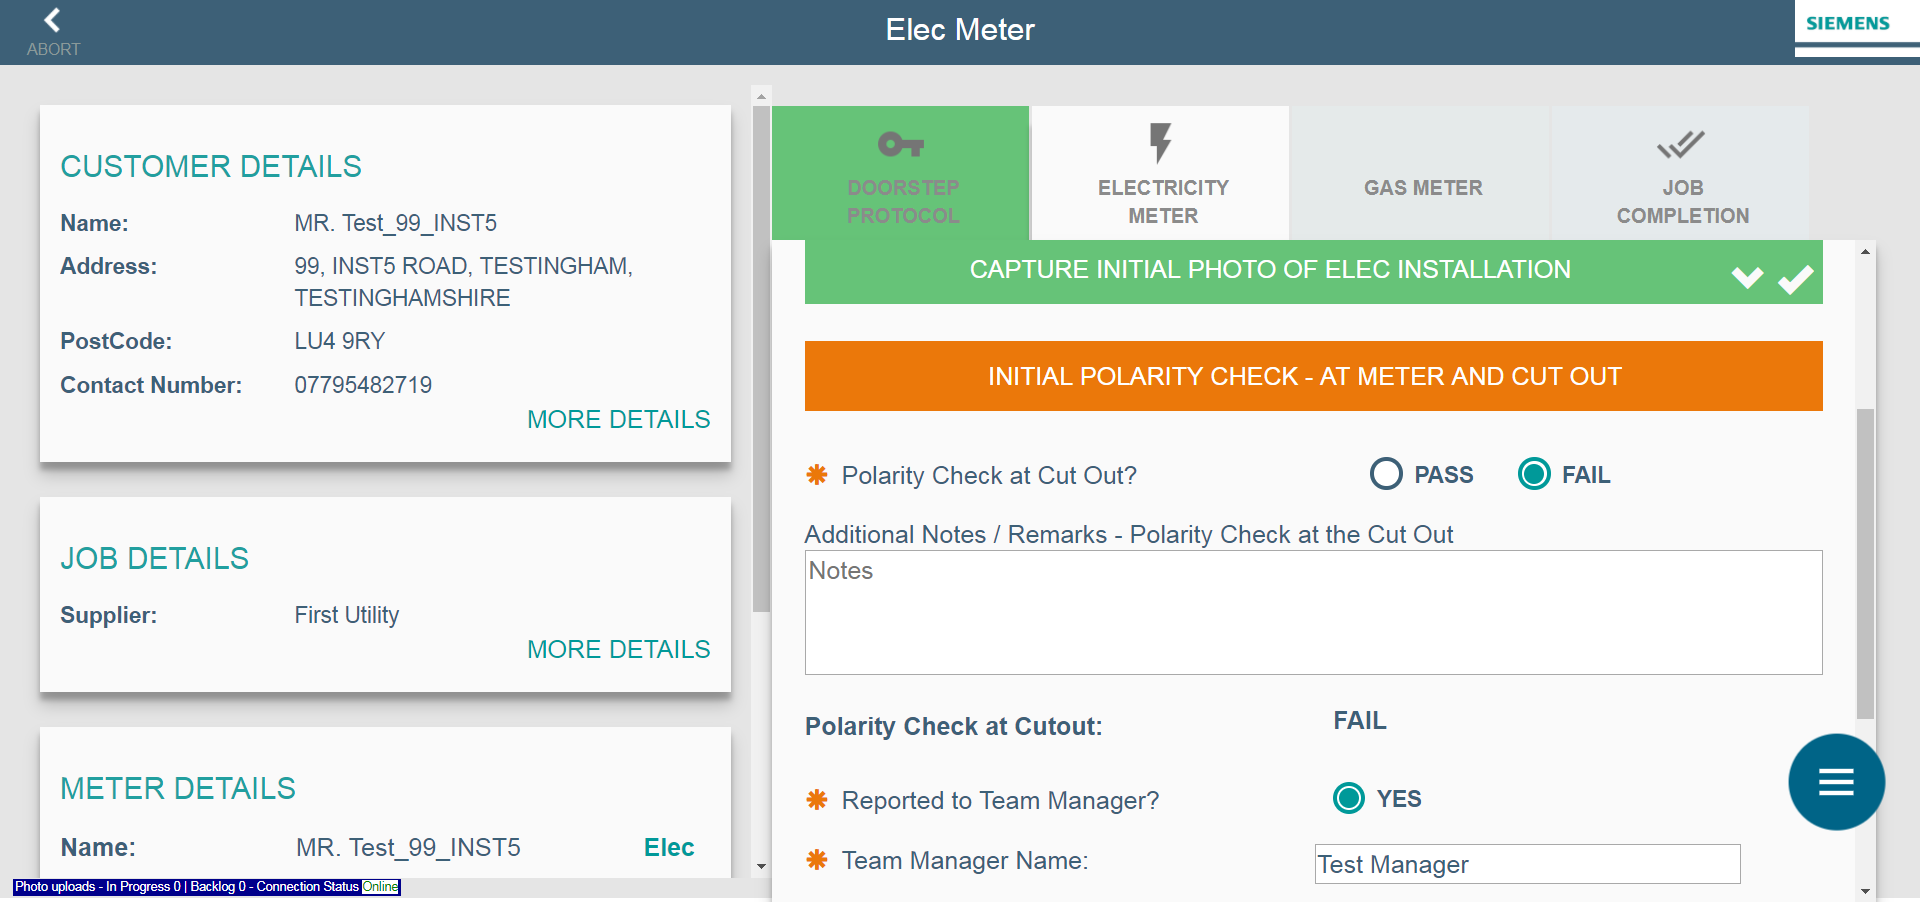 ABORT
Elec Meter
SIEMENS
CUSTOMER DETAILS
Name: MR. Test_99_INST5
Address: 99, INST5 ROAD, TESTINGHAM,
TESTINGHAMSHIRE
PostCode: LU4 9RY
Contact Number: 07795482719
MORE DETAILS
JOB DETAILS
Supplier: First Utility
MORE DETAILS
METER DETAILS
Name: MR. Test_99_INST5 Elec
Photo uploads - In Progress 0 | Backlog 0 - Connection Status Online
DOORSTEP
PROTOCOL
ELECTRICITY
METER
GAS METER
JOB
COMPLETION
CAPTURE INITIAL PHOTO OF ELEC INSTALLATION
INITIAL POLARITY CHECK - AT METER AND CUT OUT
Polarity Check at Cut Out? PASS FAIL
Additional Notes / Remarks - Polarity Check at the Cut Out
Notes
Polarity Check at Cutout: FAIL
Reported to Team Manager? YES
Team Manager Name: Test Manager